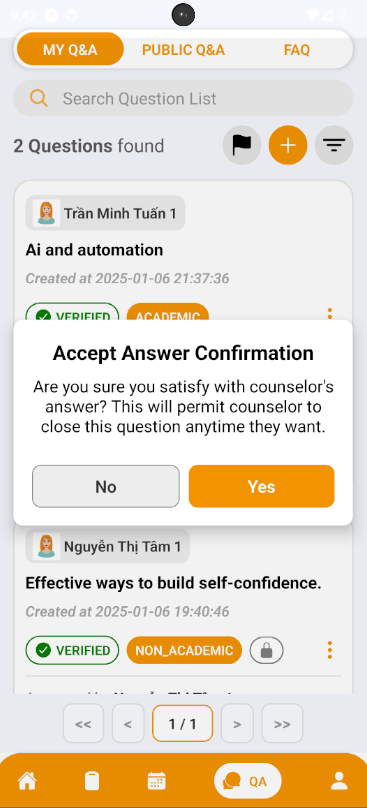 MY Q&A PUBLIC Q&A FAQ
Search Question List
2 Questions found
Trần Minh Tuấn 1
Ai and automation
Created at 2025-01-06 21:37:36
VERIFIED ACADEMIC
Accept Answer Confirmation
Are you sure you satisfy with counselor's
answer? This will permit counselor to
close this question anytime they want.
No Yes
Nguyễn Thị Tâm 1
Effective ways to build self-confidence.
Created at 2025-01-06 19:40:46
VERIFIED NON_ACADEMIC
<< < 1 / 1 > >>
QA